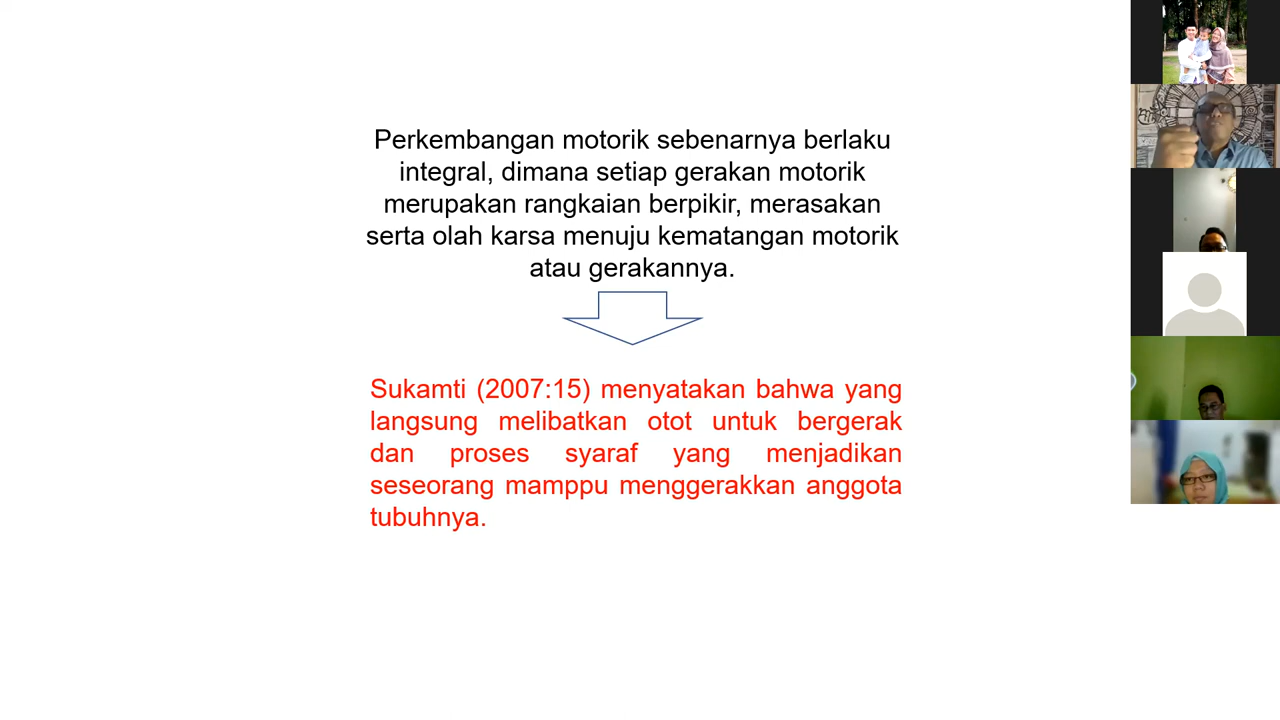 Perkembangan motorik sebenarnya berlaku
integral, dimana setiap gerakan motorik
merupakan rangkaian berpikir, merasakan
serta olah karsa menuju kematangan motorik
atau gerakannya.
Sukamti (2007:15) menyatakan bahwa yang
langsung melibatkan otot untuk bergerak
dan proses syaraf yang menjadikan
seseorang mamppu menggerakkan anggota
tubuhnya.